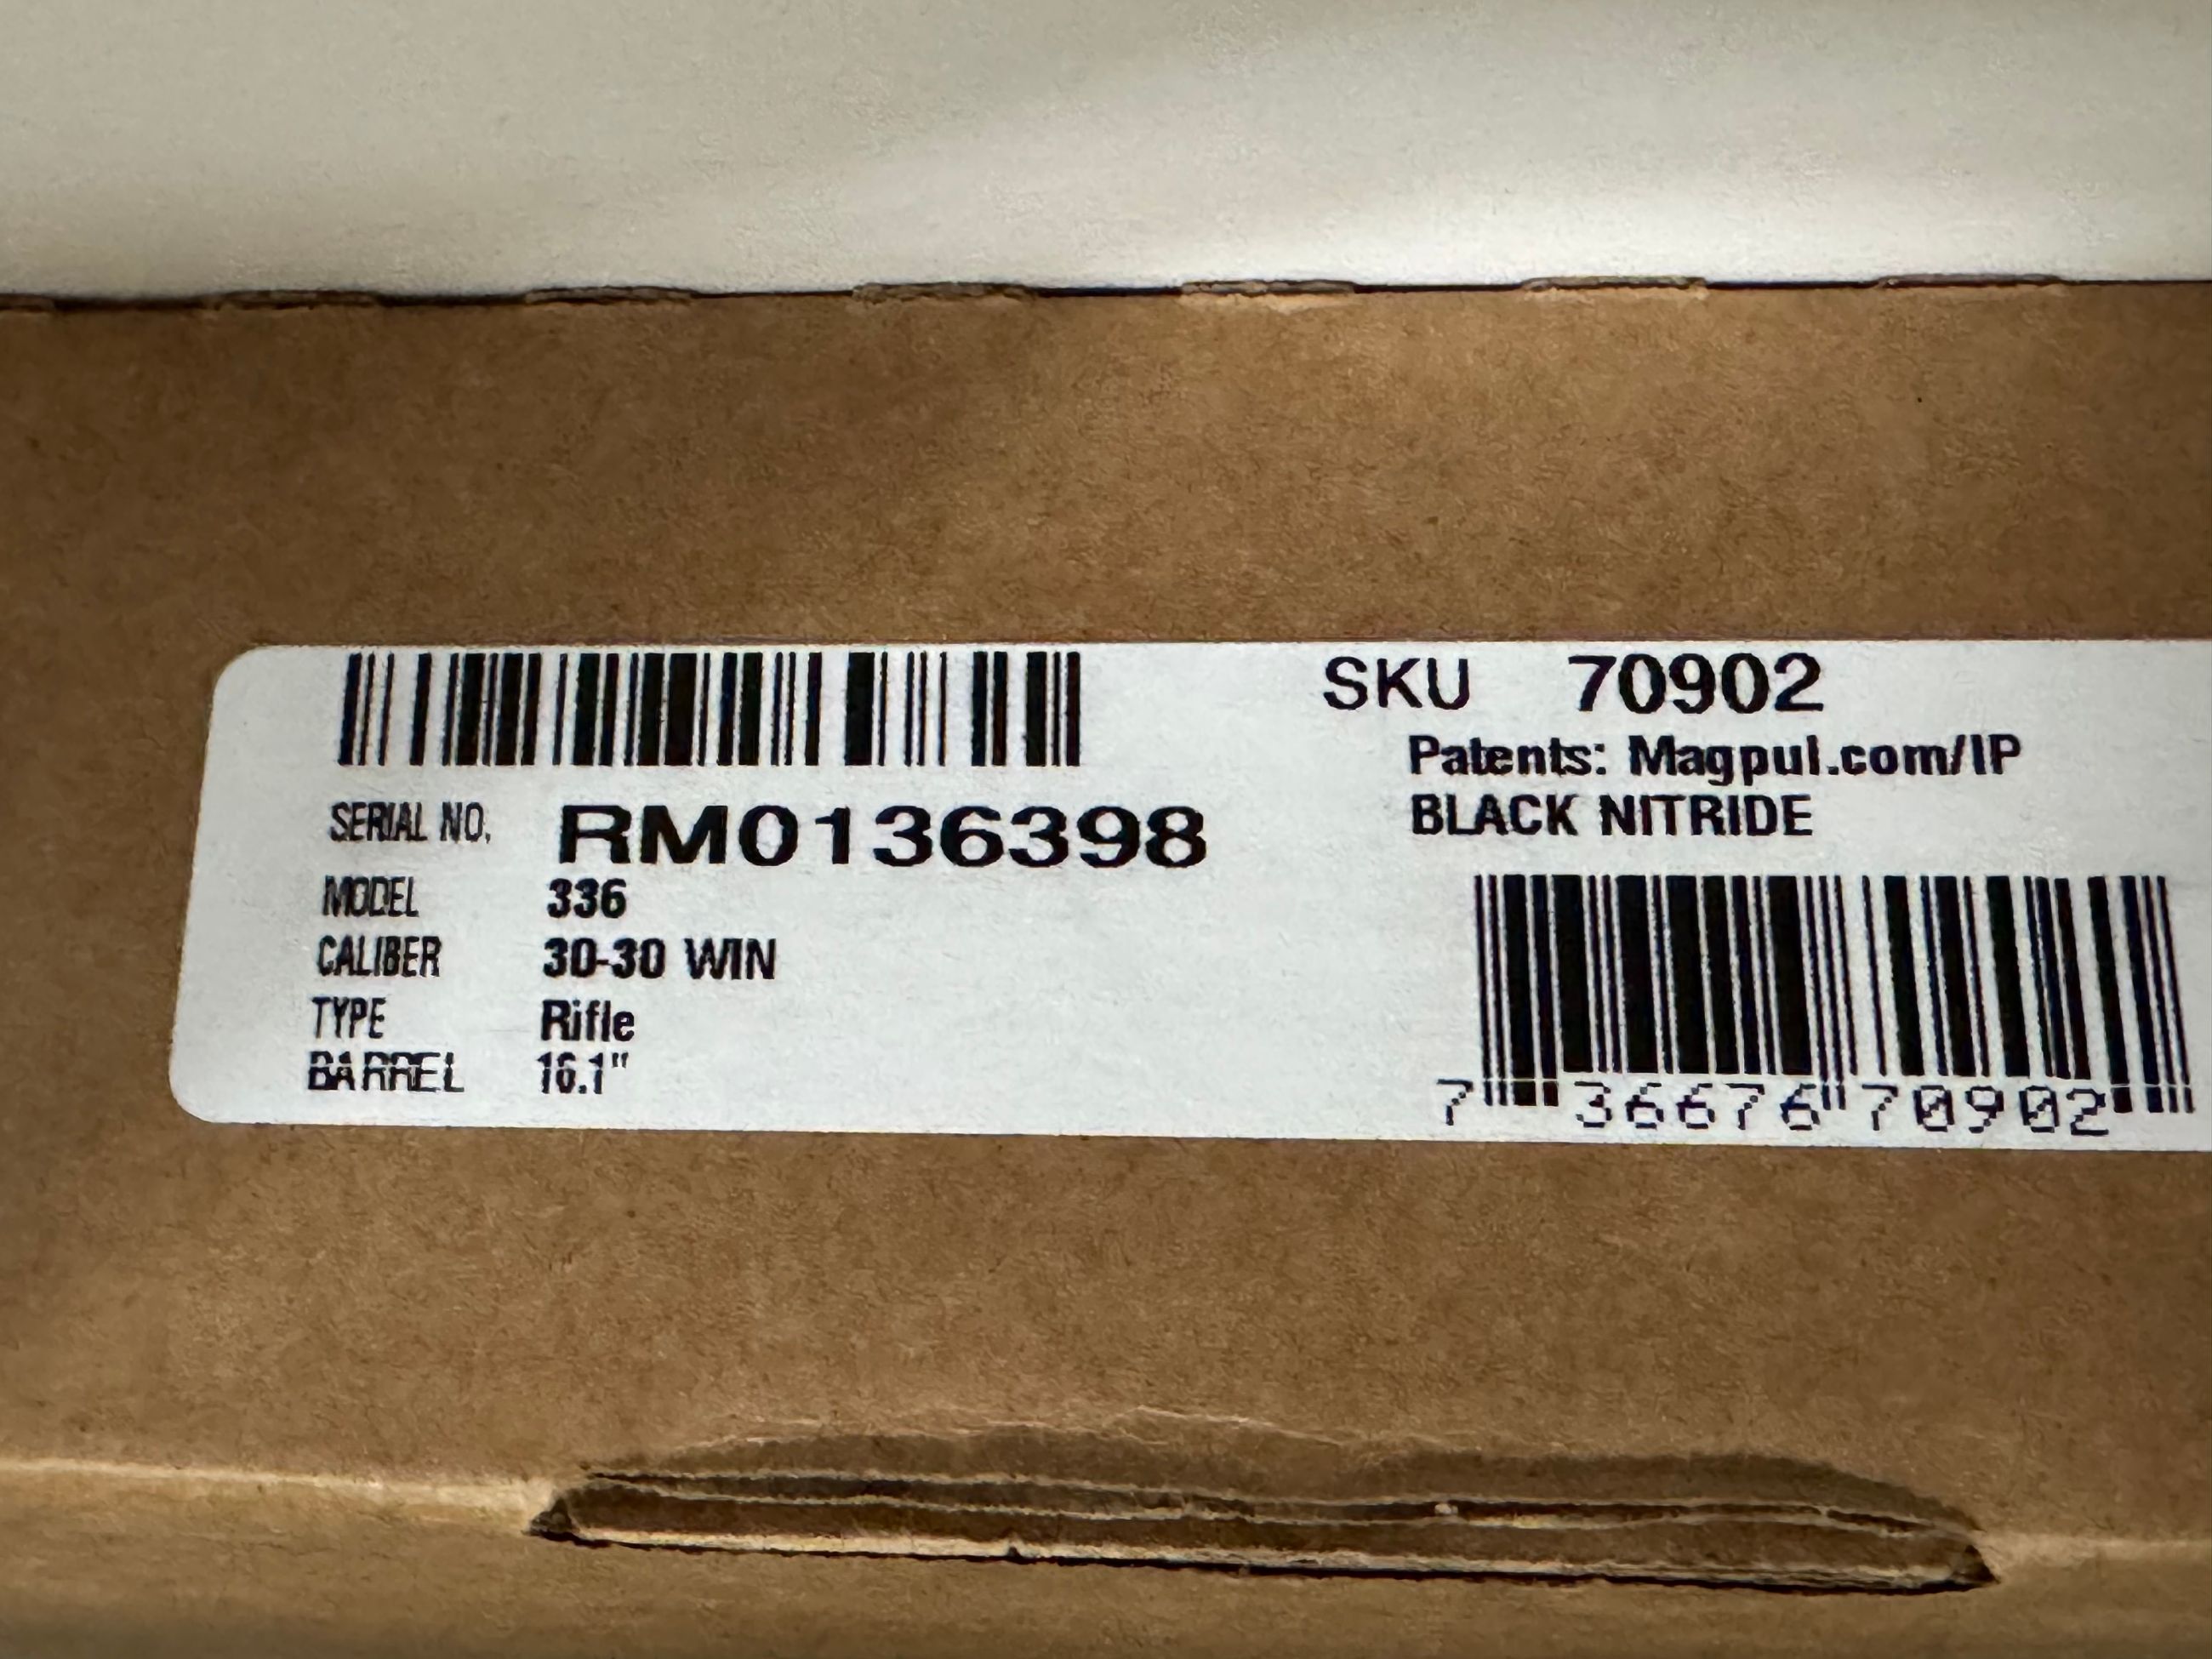 SERIAL NO. RM0136398
MODEL 336
CALIBER 30-30 WIN
TYPE Rifle
BARREL 16.1"
SKU 70902
Patents: Magpul.com/IP
BLACK NITRIDE
7 36676 70902